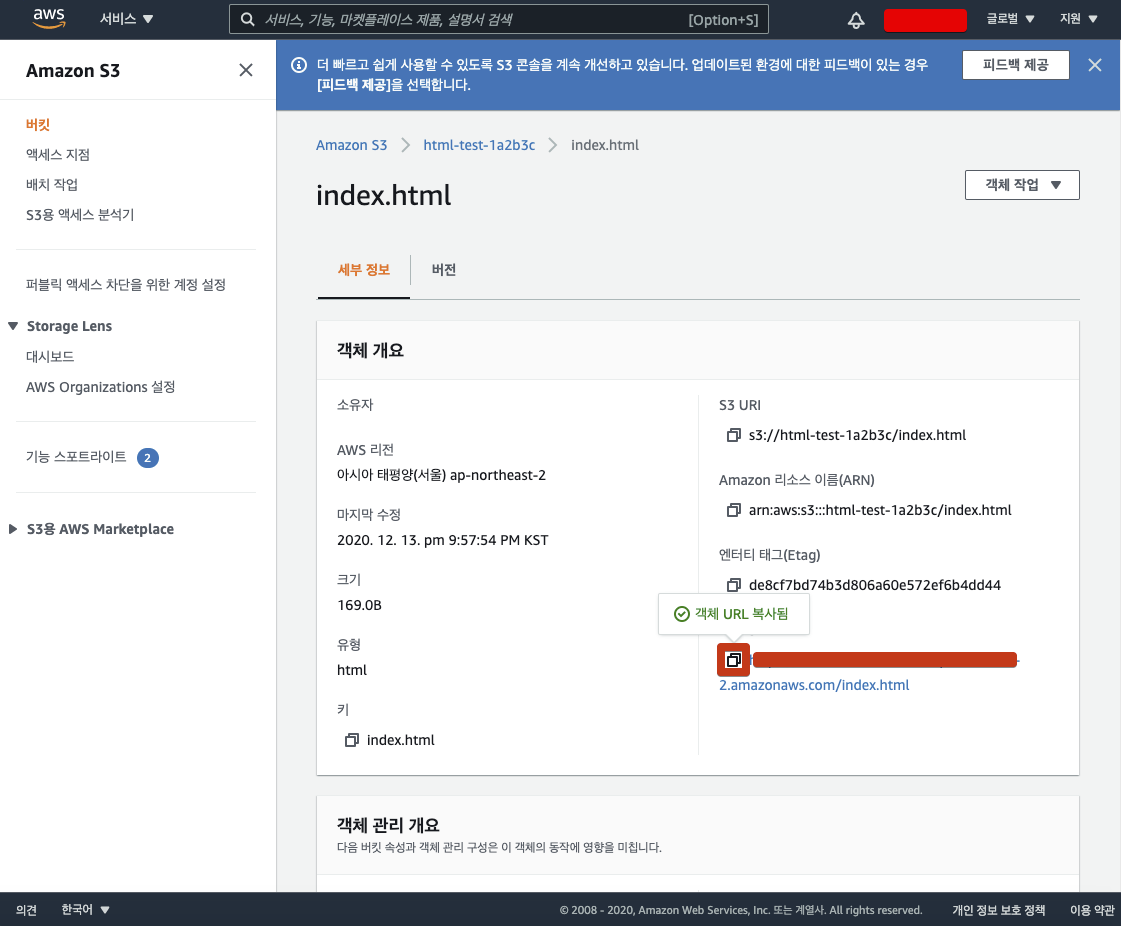 aws
서비스 ▼
서비스, 기능, 마켓플레이스 제품, 설명서 검색
[Option+S]
글로벌 ▼
지원 ▼
Amazon S3
버킷
액세스 지점
배치 작업
S3용 액세스 분석기
퍼블릭 액세스 차단을 위한 계정 설정
▼ Storage Lens
대시보드
AWS Organizations 설정
기능 스포트라이트 2
▶ S3용 AWS Marketplace
더 빠르고 쉽게 사용할 수 있도록 S3 콘솔을 계속 개선하고 있습니다. 업데이트된 환경에 대한 피드백이 있는 경우
[피드백 제공]을 선택합니다.
피드백 제공
Amazon S3 > html-test-1a2b3c > index.html
index.html
객체 작업 ▼
세부 정보
버전
객체 개요
소유자
AWS 리전
아시아 태평양(서울) ap-northeast-2
마지막 수정
2020. 12. 13. pm 9:57:54 PM KST
크기
169.0B
유형
html
키
index.html
S3 URI
s3://html-test-1a2b3c/index.html
Amazon 리소스 이름(ARN)
arn:aws:s3:::html-test-1a2b3c/index.html
엔터티 태그(Etag)
de8cf7bd74b3d806a60e572ef6b4dd44
객체 URL 복사됨
2.amazonaws.com/index.html
객체 관리 개요
다음 버킷 속성과 객체 관리 구성은 이 객체의 동작에 영향을 미칩니다.
의견
한국어 ▼
© 2008 - 2020, Amazon Web Services, Inc. 또는 계열사. All rights reserved.
개인 정보 보호 정책
이용 약관